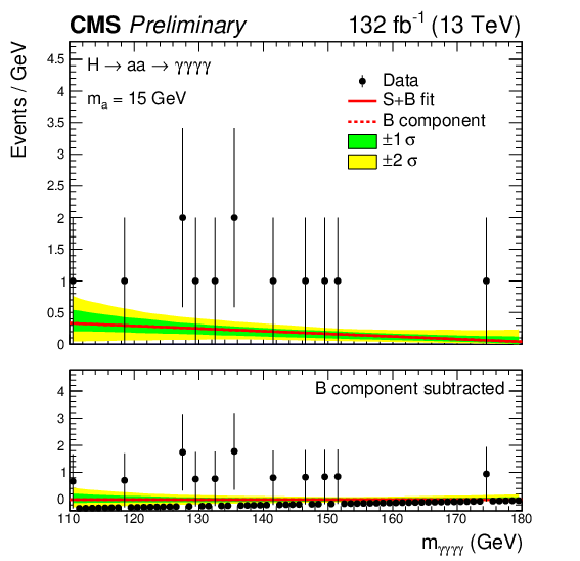 CMS Preliminary 132 fb⁻¹ (13 TeV)
Events / GeV
H → aa → γγγγ
mₐ = 15 GeV
Data
S+B fit
B component
±1 σ
±2 σ
4.5
4
3.5
3
2.5
2
1.5
1
0.5
0
B component subtracted
4
3
2
1
0
110 120 130 140 150 160 170 180
mγγγγ (GeV)